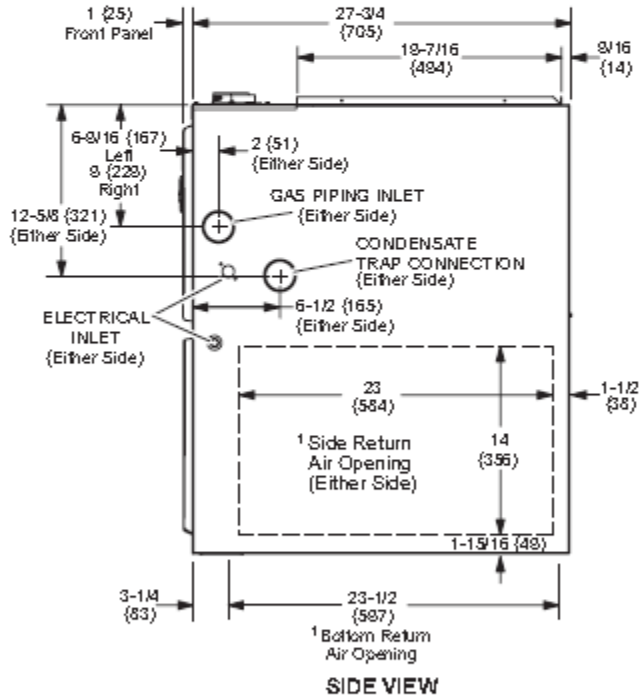 1 (25)
Front Panel
27-3/4
(705)
19-7/16
(494)
9/16
(14)
6-9/16 (167)
Left
9 (229)
Right
2 (51)
(Either Side)
GAS PIPING INLET
(Either Side)
12-5/8 (321)
(Either Side)
CONDENSATE
TRAP CONNECTION
(Either Side)
6-1/2 (165)
(Either Side)
ELECTRICAL
INLET
(Either Side)
23
(584)
1-1/2
(38)
1 Side Return
Air Opening
(Either Side)
14
(356)
1-15/16 (49)
3-1/4
(83)
23-1/2
(597)
1 Bottom Return
Air Opening
SIDE VIEW